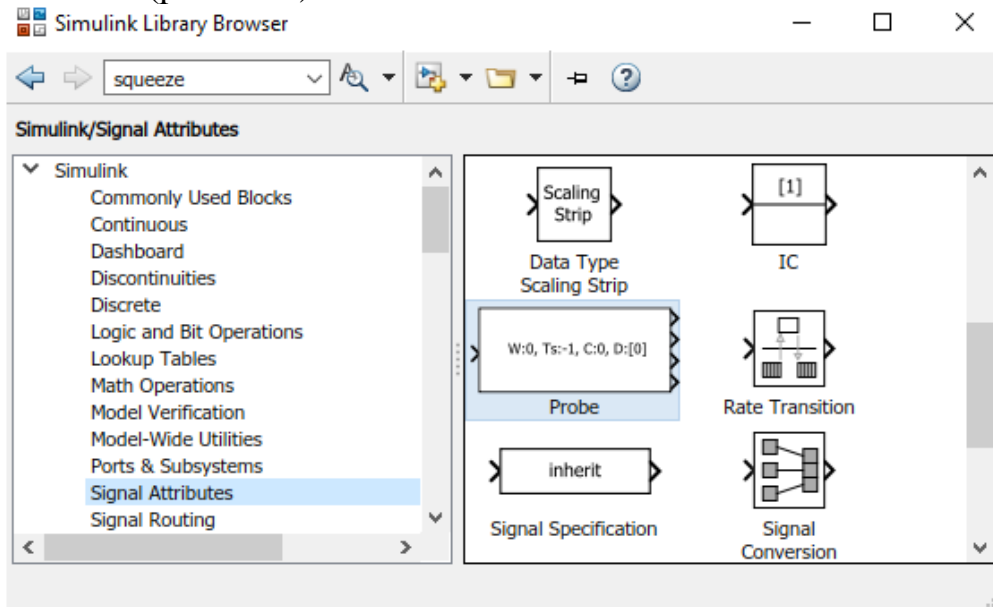 Simulink Library Browser
squeeze
Simulink/Signal Attributes
Simulink
Commonly Used Blocks
Continuous
Dashboard
Discontinuities
Discrete
Logic and Bit Operations
Lookup Tables
Math Operations
Model Verification
Model-Wide Utilities
Ports & Subsystems
Signal Attributes
Signal Routing
Scaling
Strip
Data Type
Scaling Strip
[1]
IC
W:0, Ts:-1, C:0, D:[0]
Probe
Rate Transition
inherit
Signal Specification
Signal
Conversion